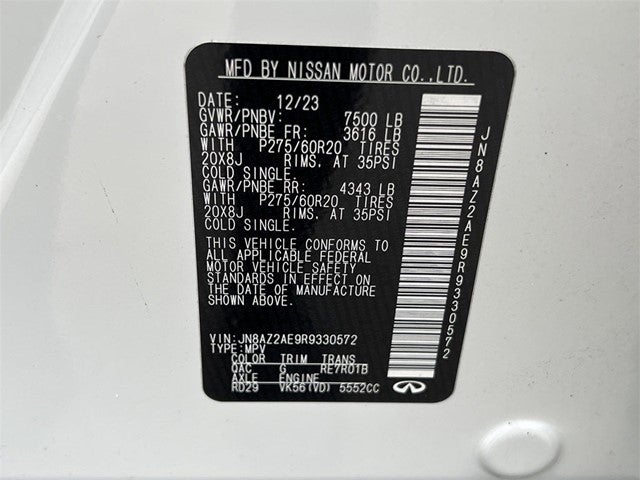 MFD BY NISSAN MOTOR CO.,LTD.
DATE: 12/23
GVWR/PNBV: 7500 LB
GAWR/PNBE FR: 3616 LB
WITH P275/60R20 TIRES
20X8J RIMS. AT 35PSI
COLD SINGLE.
GAWR/PNBE RR: 4343 LB
WITH P275/60R20 TIRES
20X8J RIMS. AT 35PSI
COLD SINGLE.
THIS VEHICLE CONFORMS TO
ALL APPLICABLE FEDERAL
MOTOR VEHICLE SAFETY
STANDARDS IN EFFECT ON
THE DATE OF MANUFACTURE
SHOWN ABOVE.
VIN: JN8AZ2AE9R9330572
TYPE: MPV
COLOR TRIM TRANS
QAC G RE7R01B
AXLE ENGINE
RD29 VK56(VD) 5552CC
JN8AZ2AE9R9330572